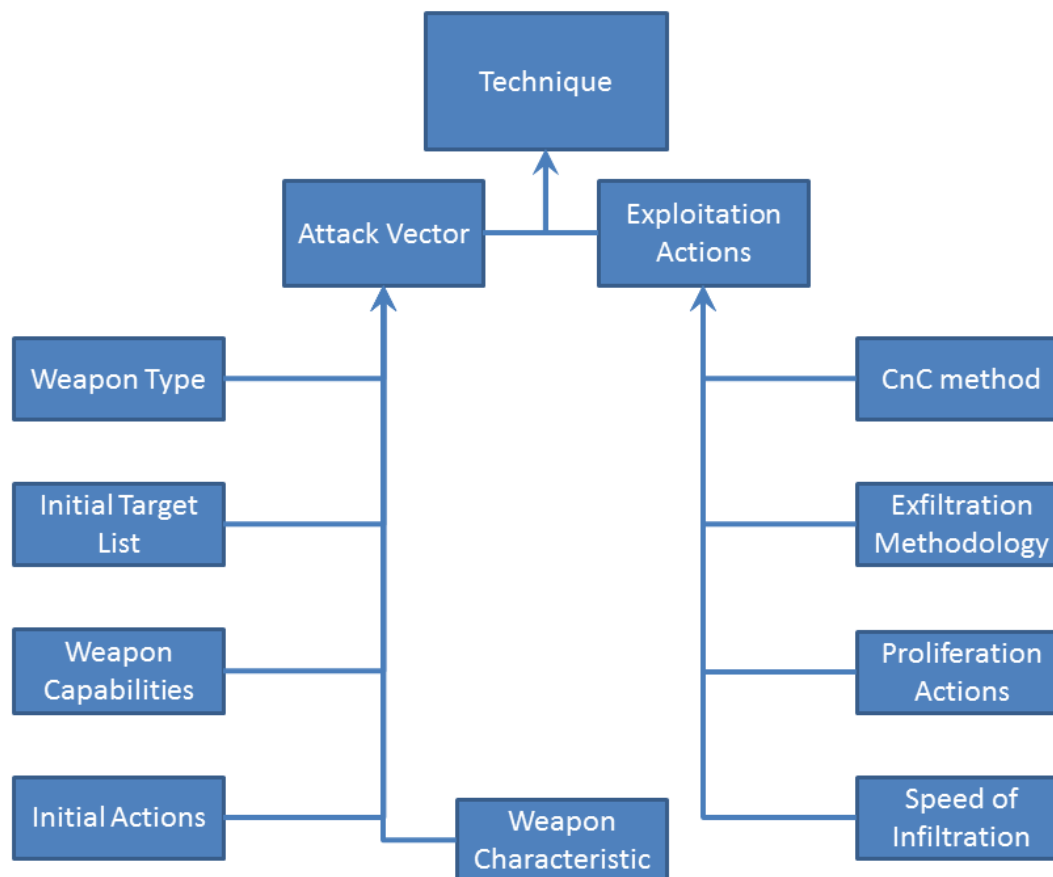 Technique
Attack Vector
Exploitation
Actions
Weapon Type
CnC method
Initial Target
List
Exfiltration
Methodology
Weapon
Capabilities
Proliferation
Actions
Initial Actions
Weapon
Characteristic
Speed of
Infiltration